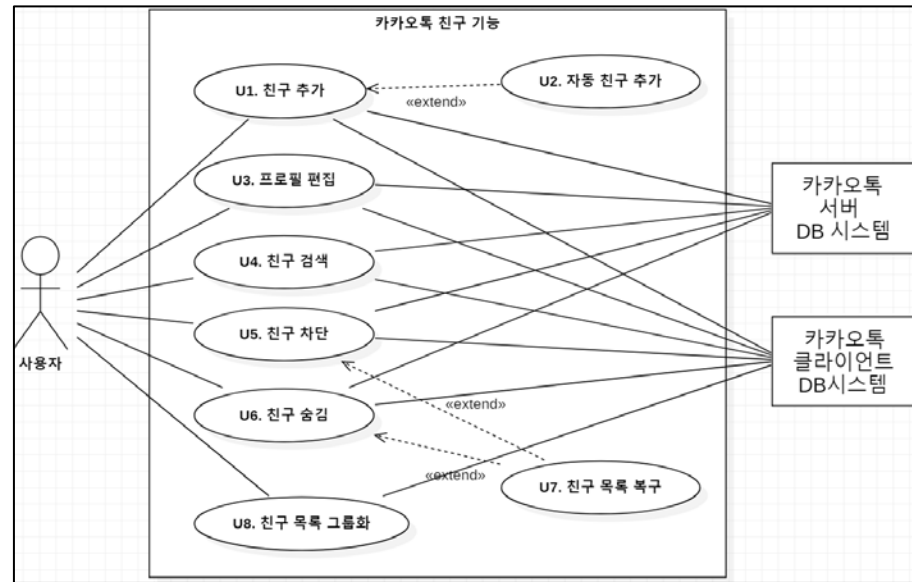 카카오톡 친구 기능
U1. 친구 추가
U2. 자동 친구 추가
«extend»
U3. 프로필 편집
카카오톡
서버
DB 시스템
U4. 친구 검색
U5. 친구 차단
사용자
카카오톡
클라이언트
DB시스템
U6. 친구 숨김
«extend»
«extend»
U7. 친구 목록 복구
U8. 친구 목록 그룹화